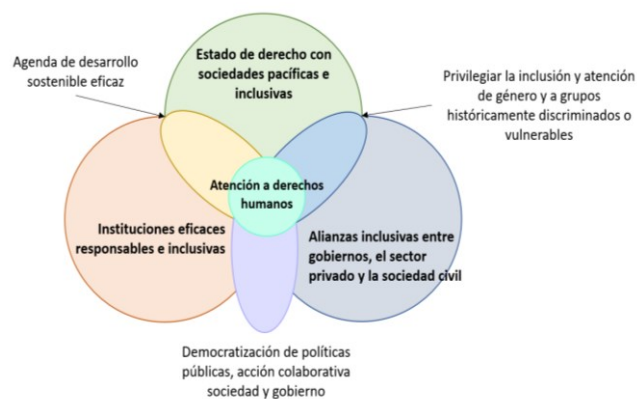 Estado de derecho con
sociedades pacíficas e
inclusivas
Agenda de desarrollo
sostenible eficaz
Privilegiar la inclusión y atención
de género y a grupos
históricamente discriminados o
vulnerables
Atención a derechos
humanos
Instituciones eficaces
responsables e inclusivas
Alianzas inclusivas entre
gobiernos, el sector
privado y la sociedad civil
Democratización de políticas
públicas, acción colaborativa
sociedad y gobierno